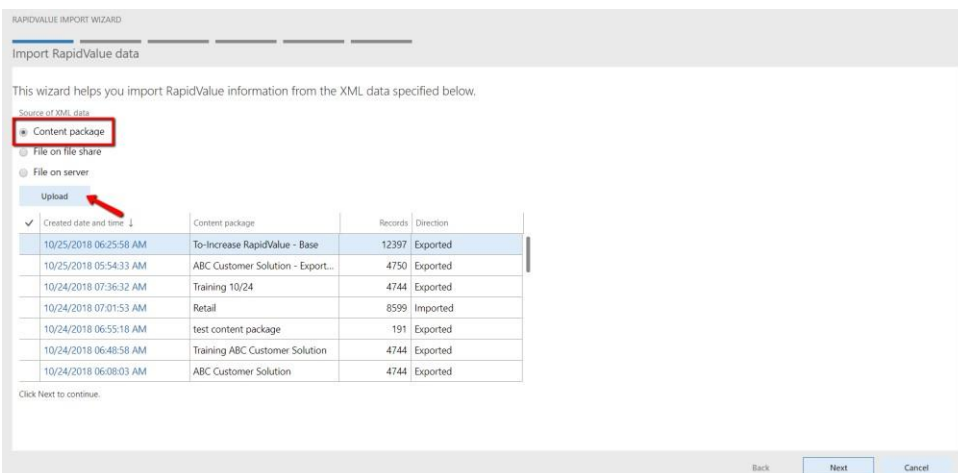 RAPIDVALUE IMPORT WIZARD
Import RapidValue data
This wizard helps you import RapidValue information from the XML data specified below.
Source of XML data
Content package
File on file share
File on server
Upload
Created date and time ↓ Content package Records Direction
10/25/2018 06:25:58 AM To-Increase RapidValue - Base 12397 Exported
10/25/2018 05:54:33 AM ABC Customer Solution - Export... 4750 Exported
10/24/2018 07:36:32 AM Training 10/24 4744 Exported
10/24/2018 07:01:53 AM Retail 8599 Imported
10/24/2018 06:55:18 AM test content package 191 Exported
10/24/2018 06:48:58 AM Training ABC Customer Solution 4744 Exported
10/24/2018 06:08:03 AM ABC Customer Solution 4744 Exported
Click Next to continue.
Back Next Cancel